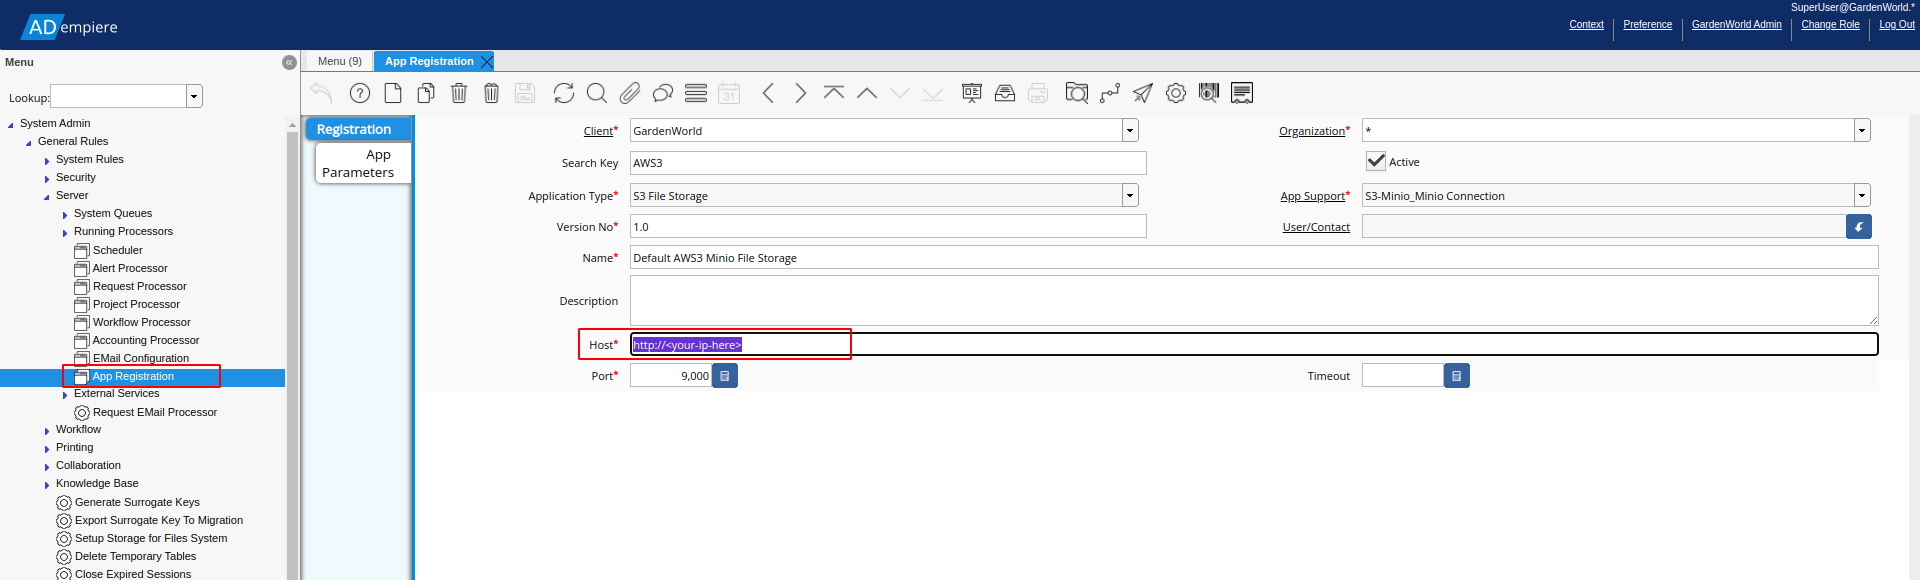 SuperUser@GardenWorld.*
ADempiere
Context Preference GardenWorld Admin Change Role Log Out
Menu
Menu (9) App Registration
Lookup:
31
System Admin
General Rules
System Rules
Security
Server
System Queues
Running Processors
Scheduler
Alert Processor
Request Processor
Project Processor
Workflow Processor
Accounting Processor
EMail Configuration
App Registration
External Services
Request EMail Processor
Workflow
Printing
Collaboration
Knowledge Base
Generate Surrogate Keys
Export Surrogate Key To Migration
Setup Storage for Files System
Delete Temporary Tables
Close Expired Sessions
Registration
App
Parameters
Client* GardenWorld Organization* *
Search Key AWS3 Active
Application Type* S3 File Storage App Support* S3-Minio_Minio Connection
Version No* 1.0 User/Contact
Name* Default AWS3 Minio File Storage
Description
Host* http://<your-ip-here>
Port* 9,000 Timeout